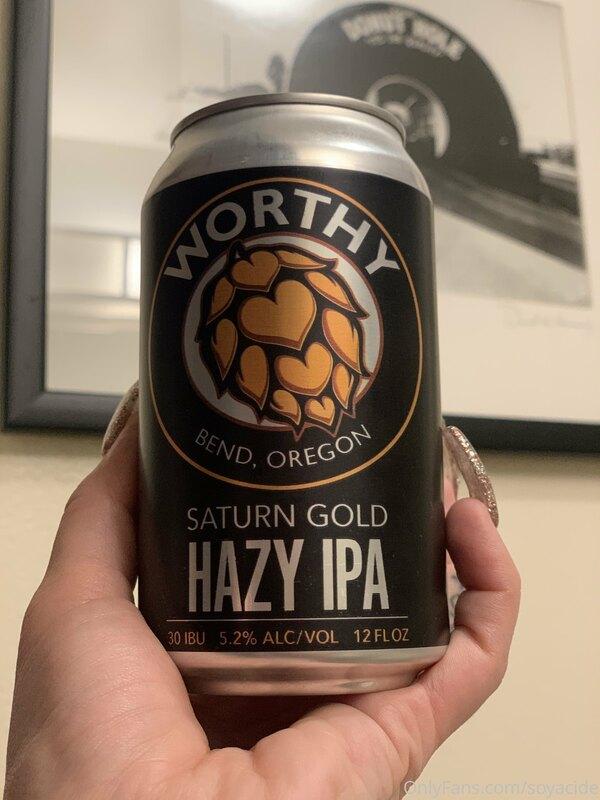 DONUT HOLE
WORTHY
BEND, OREGON
SATURN GOLD
HAZY IPA
30 IBU 5.2% ALC/VOL 12 FL OZ
OnlyFans.com/soyacide